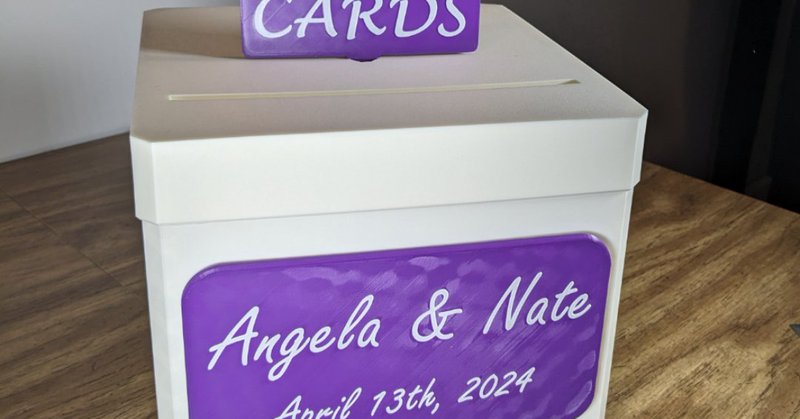 CARDS
Angela & Nate
April 13th, 2024